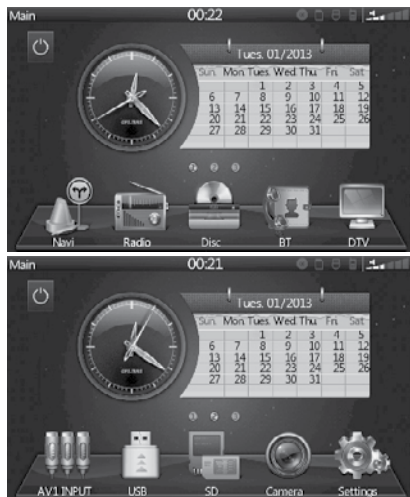 Main 00:22
Tues. 01/2013
Sun. Mon. Tues. Wed. Thu. Fri. Sat.
1 2 3 4 5
6 7 8 9 10 11 12
13 14 15 16 17 18 19
20 21 22 23 24 25 26
27 28 29 30 31
Navi Radio Disc BT DTV
Main 00:21
Tues. 01/2013
Sun. Mon. Tues. Wed. Thu. Fri. Sat.
1 2 3 4 5
6 7 8 9 10 11 12
13 14 15 16 17 18 19
20 21 22 23 24 25 26
27 28 29 30 31
AV1 INPUT USB SD Camera Settings